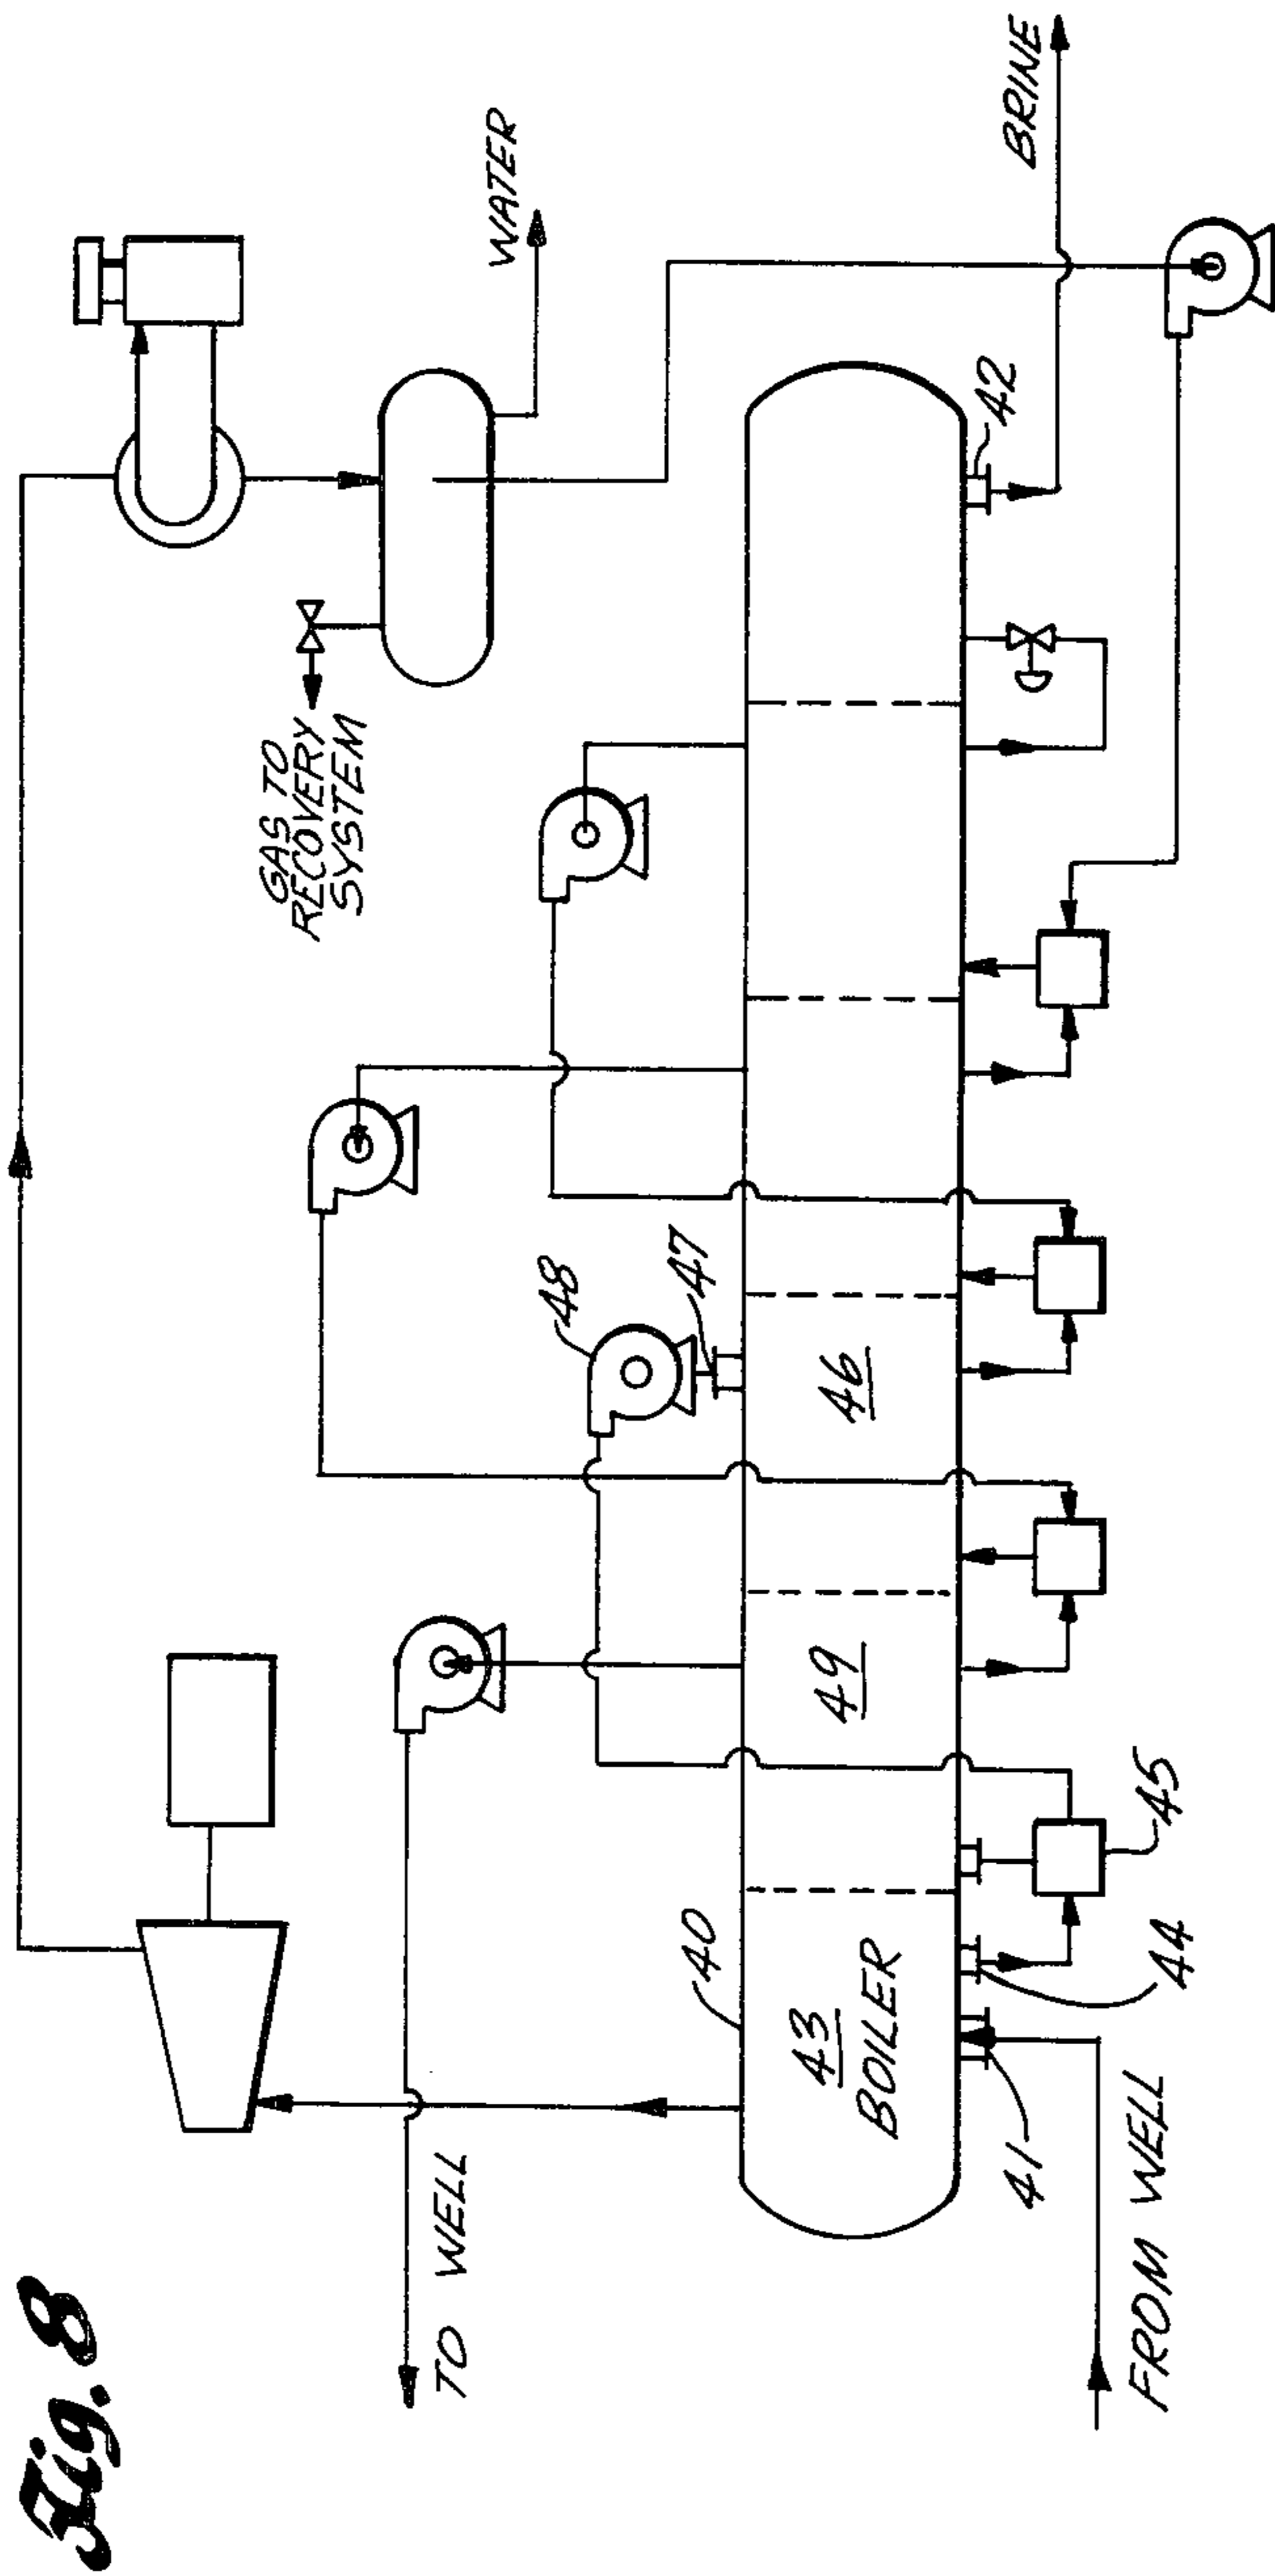 Fig. 8
GAS TO
RECOVERY
SYSTEM
WATER
BRINE
TO WELL
FROM WELL
40
41
42
43
BOILER
44
45
46
47
48
49